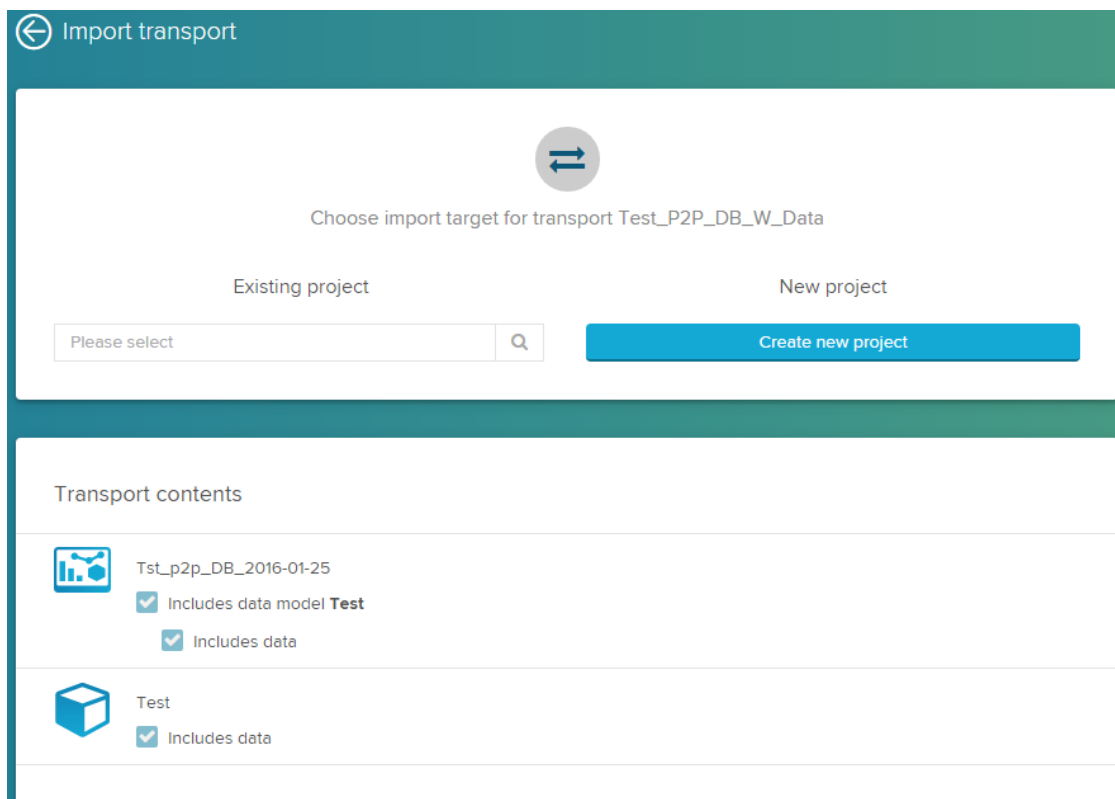 Import transport
Choose import target for transport Test_P2P_DB_W_Data
Existing project
New project
Please select
Create new project
Transport contents
Tst_p2p_DB_2016-01-25
Includes data model Test
Includes data
Test
Includes data